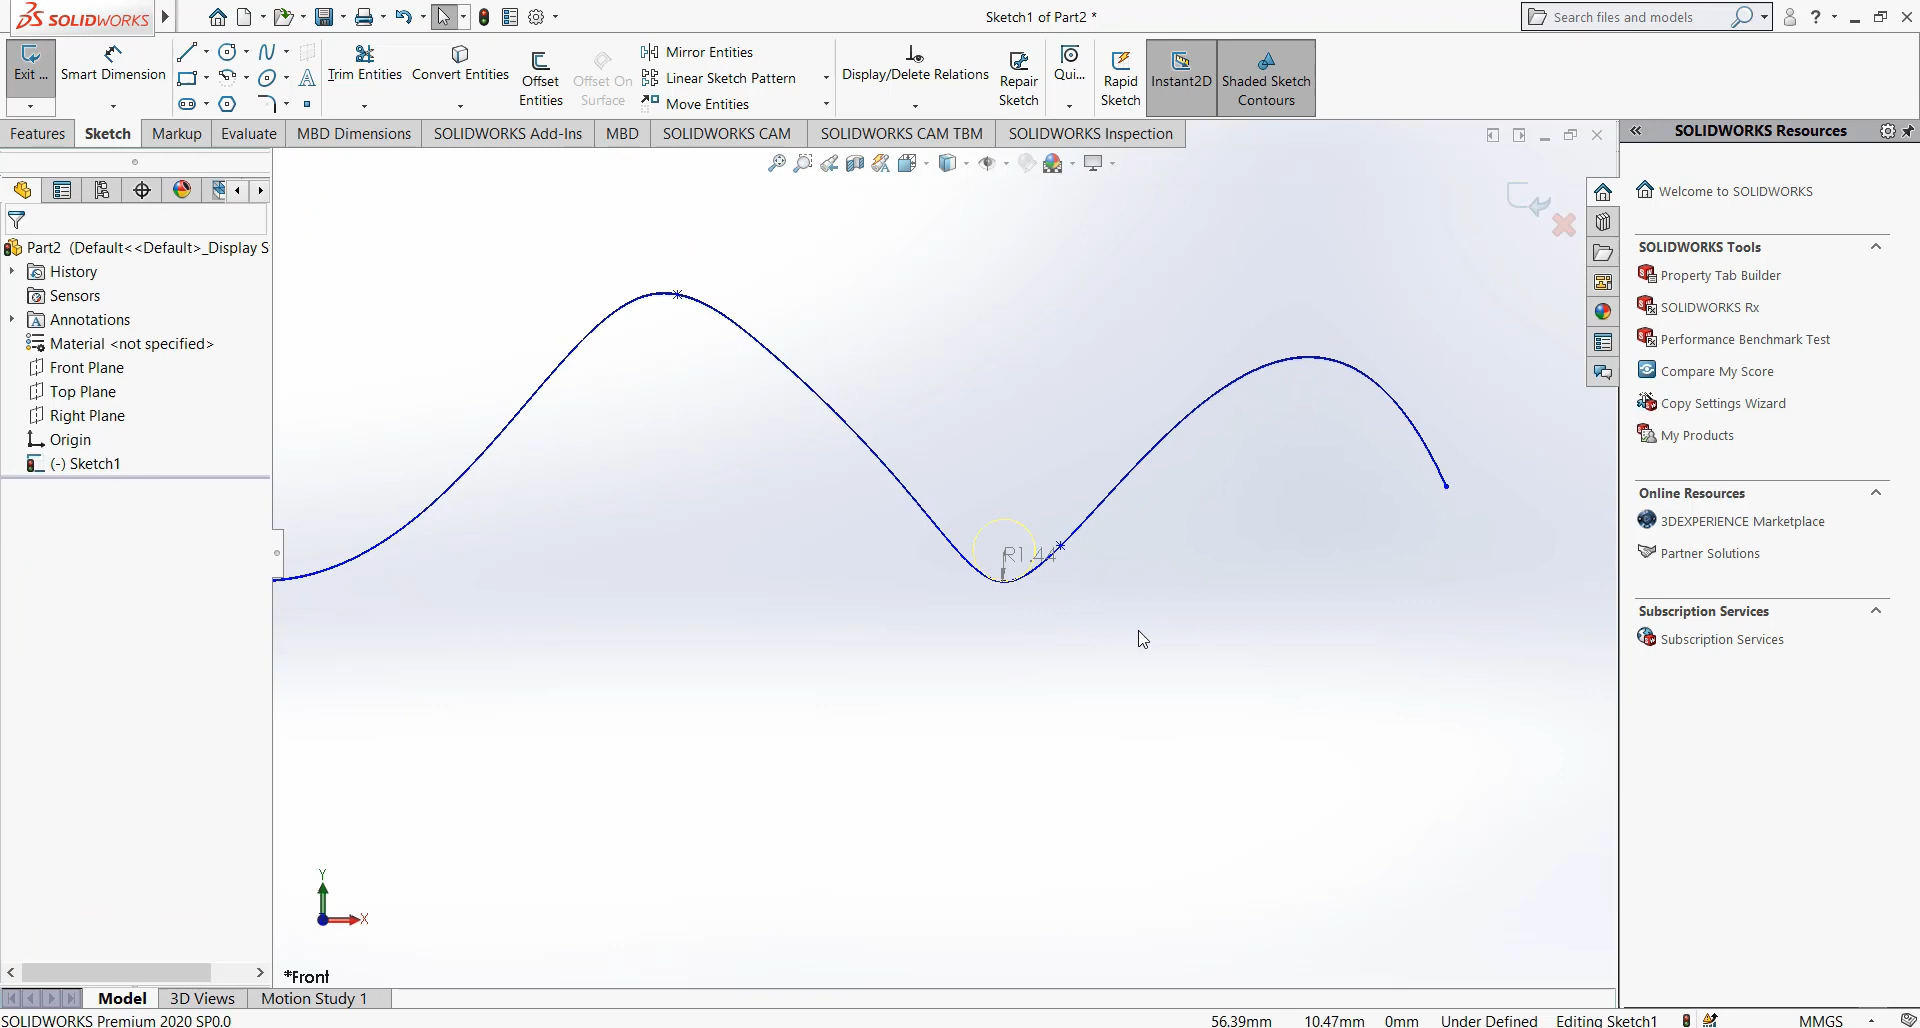 SOLIDWORKS
Sketch1 of Part2 *
Search files and models
?
Exit ...
Smart Dimension
Trim Entities
Convert Entities
Offset Entities
Offset On Surface
Mirror Entities
Linear Sketch Pattern
Move Entities
Display/Delete Relations
Repair Sketch
Qui...
Rapid Sketch
Instant2D
Shaded Sketch Contours
Features
Sketch
Markup
Evaluate
MBD Dimensions
SOLIDWORKS Add-Ins
MBD
SOLIDWORKS CAM
SOLIDWORKS CAM TBM
SOLIDWORKS Inspection
Part2 (Default<<Default>_Display S
History
Sensors
Annotations
Material <not specified>
Front Plane
Top Plane
Right Plane
Origin
(-) Sketch1
R1.44
Y
X
*Front
SOLIDWORKS Resources
Welcome to SOLIDWORKS
SOLIDWORKS Tools
Property Tab Builder
SOLIDWORKS Rx
Performance Benchmark Test
Compare My Score
Copy Settings Wizard
My Products
Online Resources
3DEXPERIENCE Marketplace
Partner Solutions
Subscription Services
Subscription Services
Model
3D Views
Motion Study 1
SOLIDWORKS Premium 2020 SP0.0
56.39mm
10.47mm
0mm
Under Defined
Editing Sketch1
MMGS